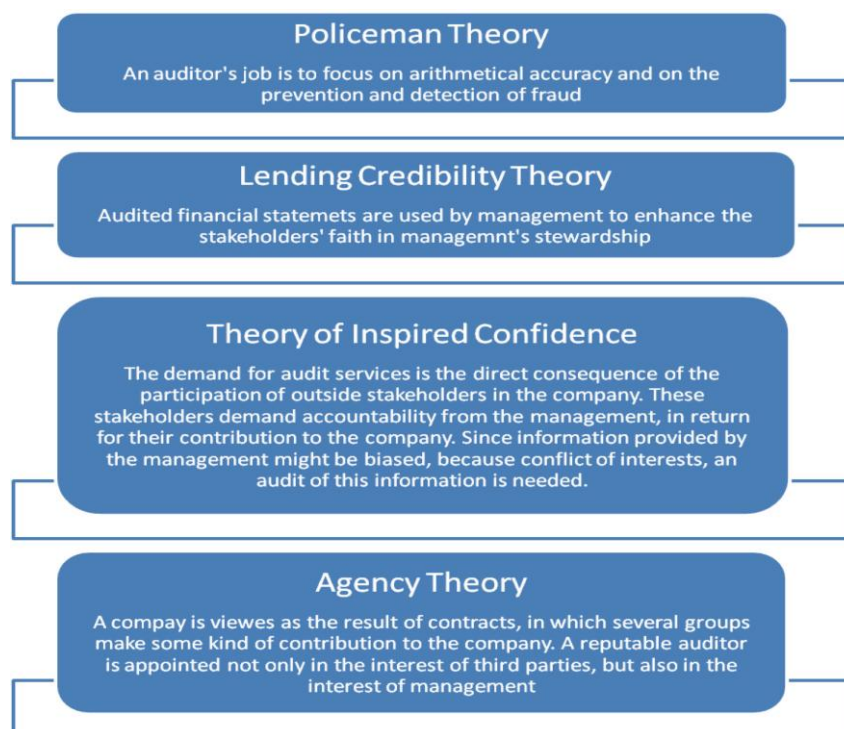 Policeman Theory
An auditor's job is to focus on arithmetical accuracy and on the
prevention and detection of fraud
Lending Credibility Theory
Audited financial statemets are used by management to enhance the
stakeholders' faith in managemnt's stewardship
Theory of Inspired Confidence
The demand for audit services is the direct consequence of the
participation of outside stakeholders in the company. These
stakeholders demand accountability from the management, in return
for their contribution to the company. Since information provided by
the management might be biased, because conflict of interests, an
audit of this information is needed.
Agency Theory
A compay is viewes as the result of contracts, in which several groups
make some kind of contribution to the company. A reputable auditor
is appointed not only in the interest of third parties, but also in the
interest of management